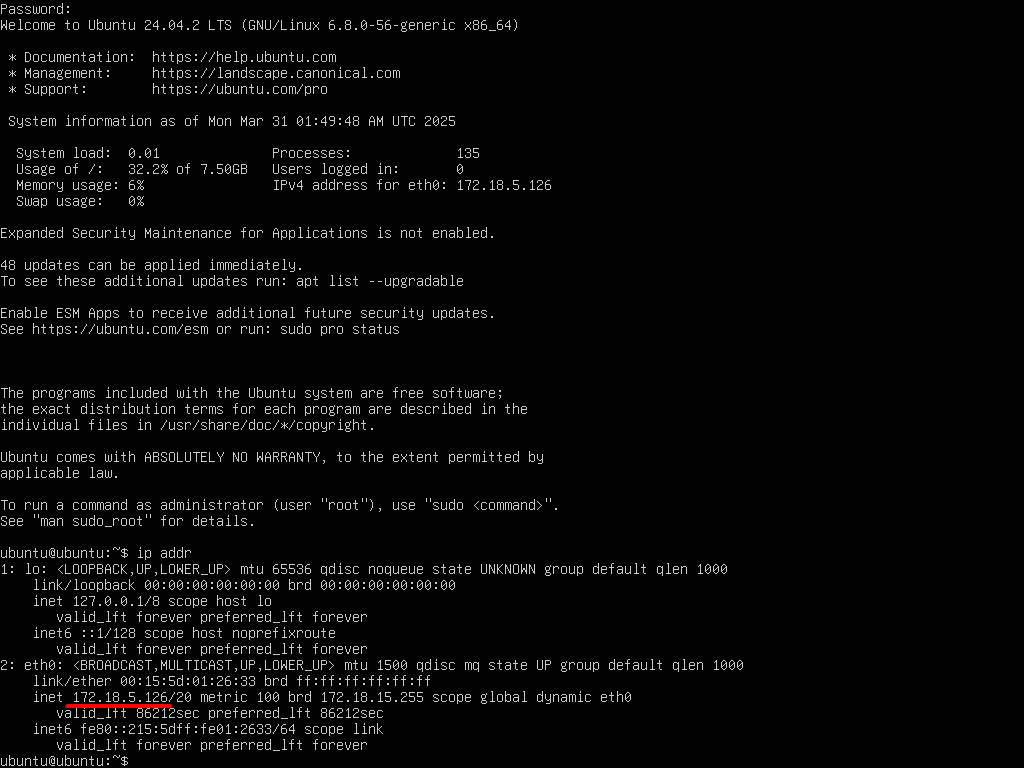 Password:
Welcome to Ubuntu 24.04.2 LTS (GNU/Linux 6.8.0-56-generic x86_64)
* Documentation:  https://help.ubuntu.com
* Management:     https://landscape.canonical.com
* Support:        https://ubuntu.com/pro
System information as of Mon Mar 31 01:49:48 AM UTC 2025
System load:  0.01              Processes:             135
Usage of /:   32.2% of 7.50GB   Users logged in:       0
Memory usage: 6%                IPv4 address for eth0: 172.18.5.126
Swap usage:   0%
Expanded Security Maintenance for Applications is not enabled.
48 updates can be applied immediately.
To see these additional updates run: apt list --upgradable
Enable ESM Apps to receive additional future security updates.
See https://ubuntu.com/esm or run: sudo pro status
The programs included with the Ubuntu system are free software;
the exact distribution terms for each program are described in the
individual files in /usr/share/doc/*/copyright.
Ubuntu comes with ABSOLUTELY NO WARRANTY, to the extent permitted by
applicable law.
To run a command as administrator (user "root"), use "sudo <command>".
See "man sudo_root" for details.
ubuntu@ubuntu:~$ ip addr
1: lo: <LOOPBACK,UP,LOWER_UP> mtu 65536 qdisc noqueue state UNKNOWN group default qlen 1000
link/loopback 00:00:00:00:00:00 brd 00:00:00:00:00:00
inet 127.0.0.1/8 scope host lo
valid_lft forever preferred_lft forever
inet6 ::1/128 scope host noprefixroute
valid_lft forever preferred_lft forever
2: eth0: <BROADCAST,MULTICAST,UP,LOWER_UP> mtu 1500 qdisc mq state UP group default qlen 1000
link/ether 00:15:5d:01:26:33 brd ff:ff:ff:ff:ff:ff
inet 172.18.5.126/20 metric 100 brd 172.18.15.255 scope global dynamic eth0
valid_lft 86212sec preferred_lft 86212sec
inet6 fe80::215:5dff:fe01:2633/64 scope link
valid_lft forever preferred_lft forever
ubuntu@ubuntu:~$